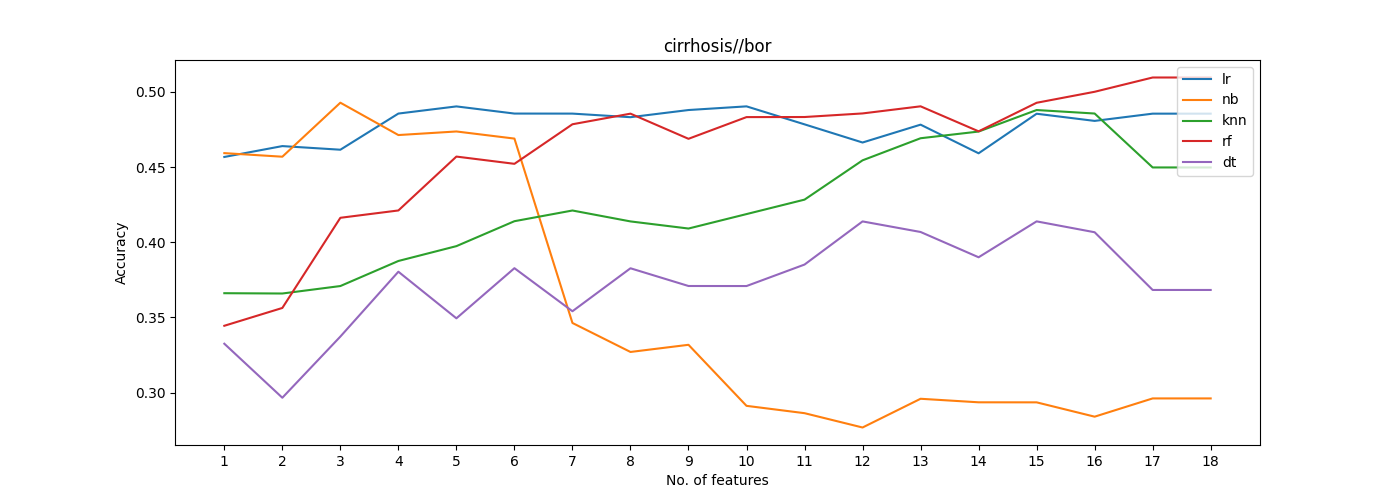 cirrhosis//bor
Accuracy
0.50
0.45
0.40
0.35
0.30
lr
nb
knn
rf
dt
1 2 3 4 5 6 7 8 9 10 11 12 13 14 15 16 17 18
No. of features